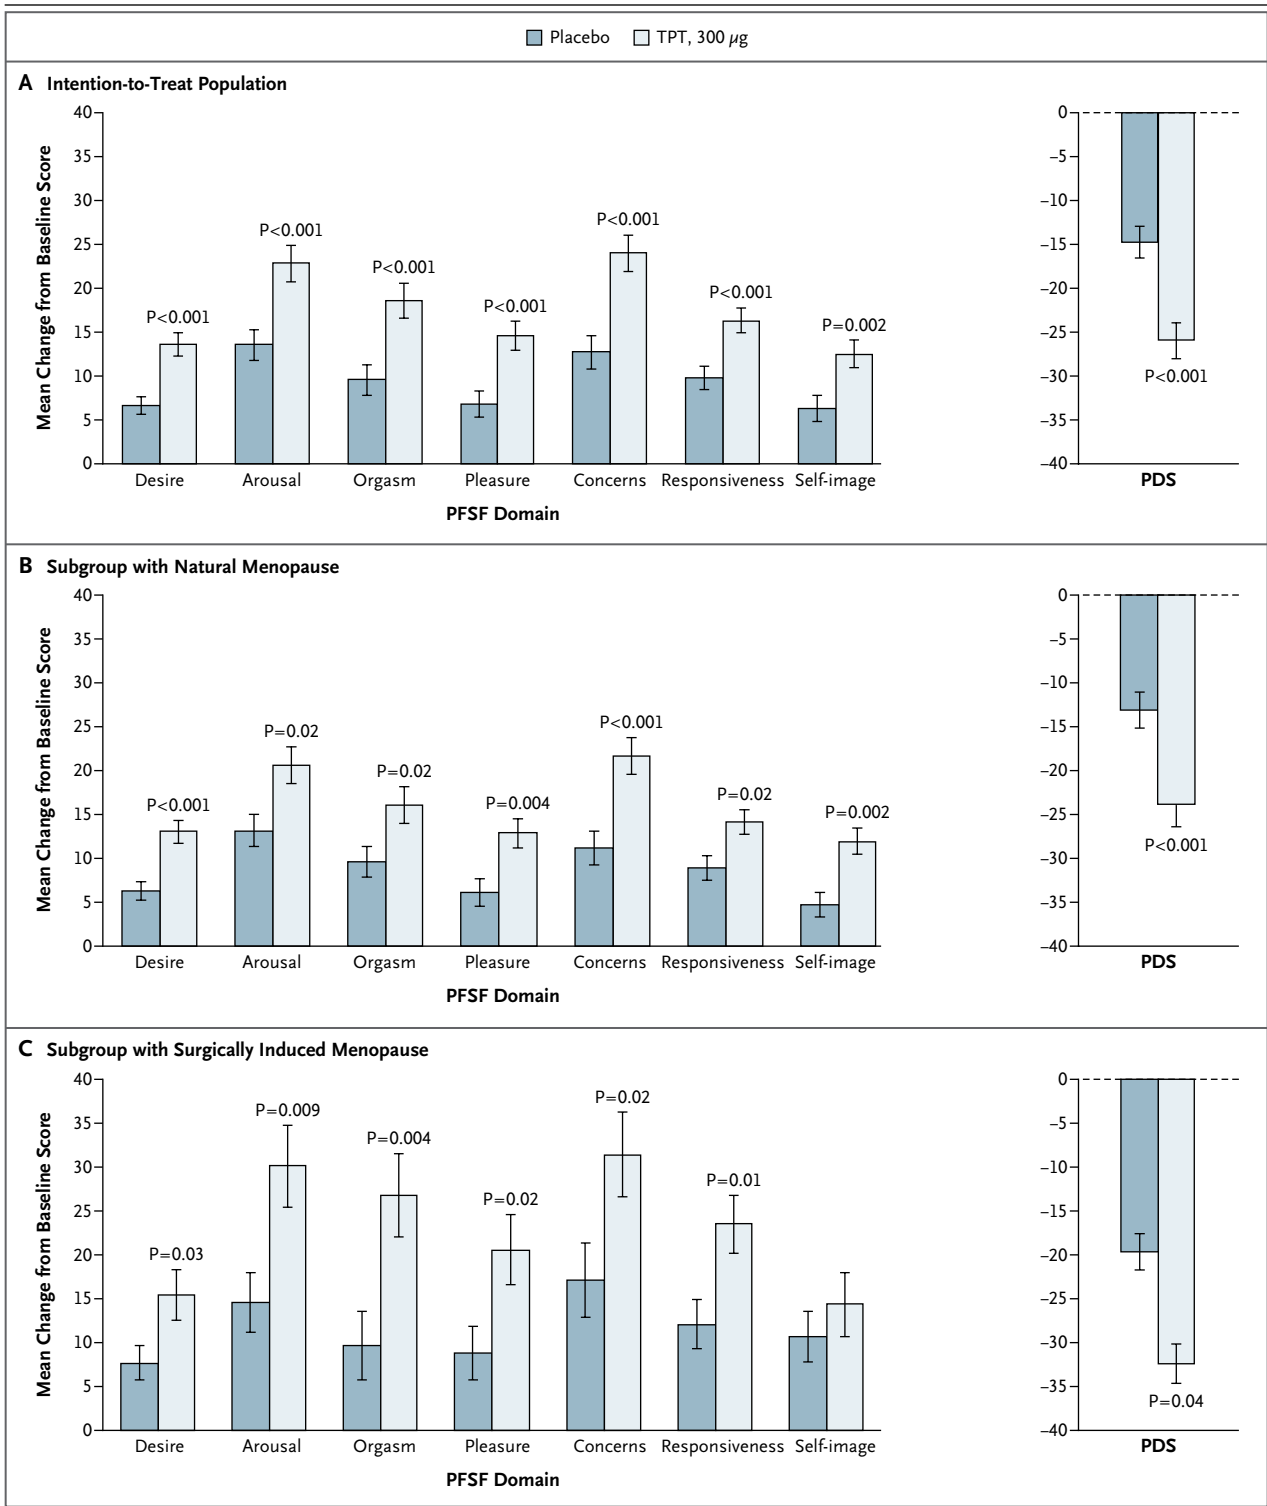 Placebo TPT, 300 µg
A Intention-to-Treat Population
Mean Change from Baseline Score
40
35
30
25
20
15
10
5
0
P<0.001
P<0.001
P<0.001
P<0.001
P<0.001
P<0.001
P=0.002
Desire Arousal Orgasm Pleasure Concerns Responsiveness Self-image
PFSF Domain
0
–5
–10
–15
–20
–25
–30
–35
–40
P<0.001
PDS
B Subgroup with Natural Menopause
Mean Change from Baseline Score
40
35
30
25
20
15
10
5
0
P<0.001
P=0.02
P=0.02
P=0.004
P<0.001
P=0.02
P=0.002
Desire Arousal Orgasm Pleasure Concerns Responsiveness Self-image
PFSF Domain
0
–5
–10
–15
–20
–25
–30
–35
–40
P<0.001
PDS
C Subgroup with Surgically Induced Menopause
Mean Change from Baseline Score
40
35
30
25
20
15
10
5
0
P=0.03
P=0.009
P=0.004
P=0.02
P=0.02
P=0.01
Desire Arousal Orgasm Pleasure Concerns Responsiveness Self-image
PFSF Domain
0
–5
–10
–15
–20
–25
–30
–35
–40
P=0.04
PDS